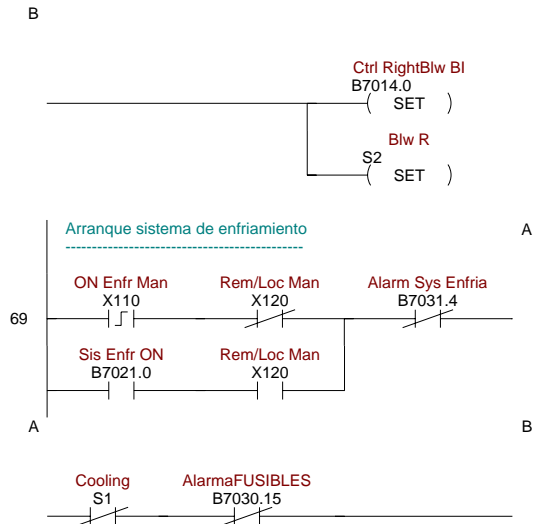 B
Ctrl RightBlw BI
B7014.0
SET
Blw R
S2
SET
Arranque sistema de enfriamiento
A
ON Enfr Man Rem/Loc Man Alarm Sys Enfria
X110 X120 B7031.4
69
Sis Enfr ON Rem/Loc Man
B7021.0 X120
A B
Cooling AlarmaFUSIBLES
S1 B7030.15